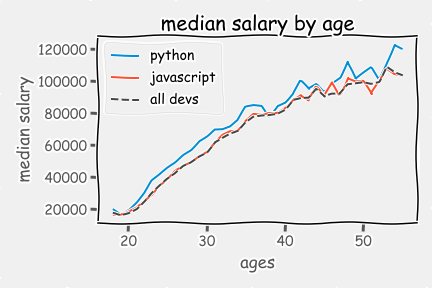 median salary by age
python
javascript
all devs
120000
100000
80000
60000
40000
20000
median salary
20 30 40 50
ages